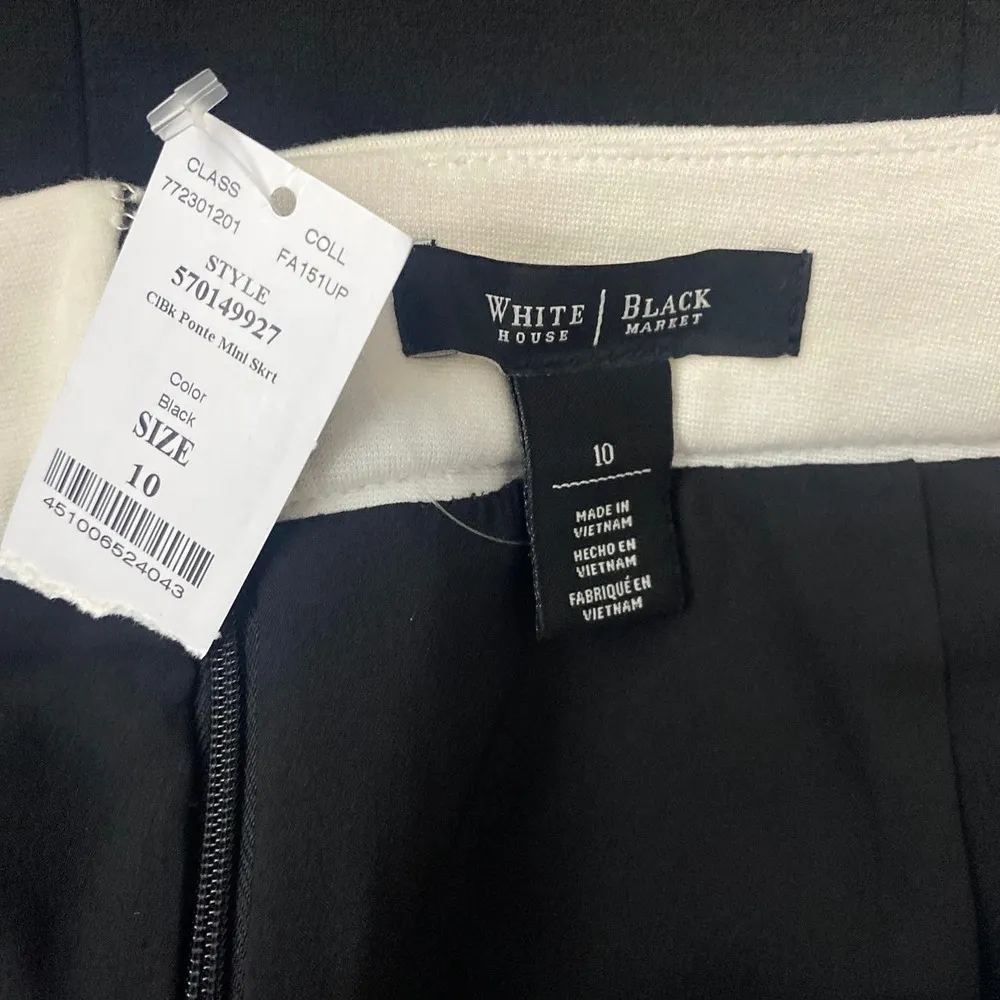 CLASS
772301201
COLL
FA151UP
STYLE
570149927
ClBk Ponte MInI Skrt
Color
Black
SIZE
10
451006524043
WHITE HOUSE | BLACK MARKET
10
MADE IN
VIETNAM
HECHO EN
VIETNAM
FABRIQUÉ EN
VIETNAM